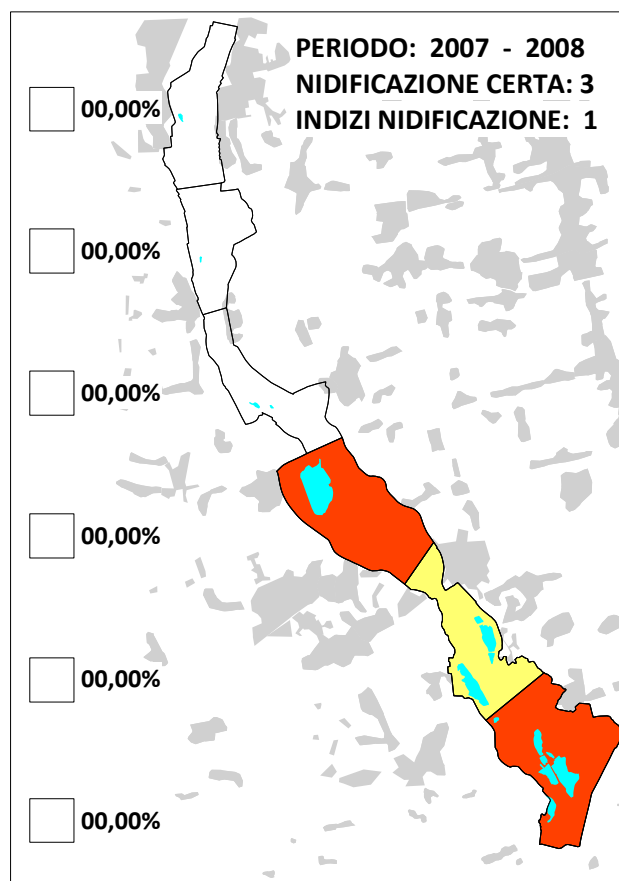 PERIODO: 2007 - 2008
NIDIFICAZIONE CERTA: 3
INDIZI NIDIFICAZIONE: 1
00,00%
00,00%
00,00%
00,00%
00,00%
00,00%